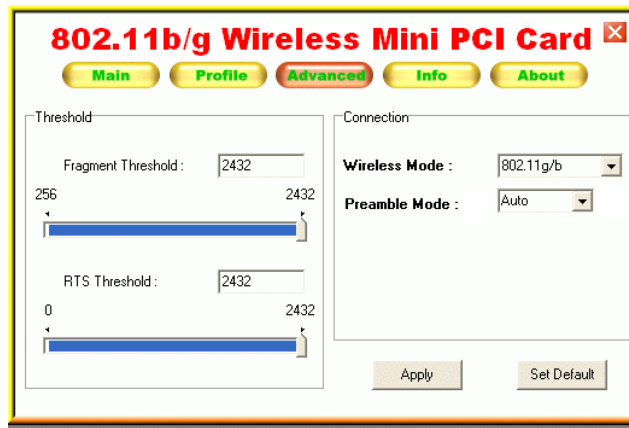 802.11b/g Wireless Mini PCI Card
Main Profile Advanced Info About
Threshold
Fragment Threshold : 2432
256 2432
RTS Threshold : 2432
0 2432
Connection
Wireless Mode : 802.11g/b
Preamble Mode : Auto
Apply Set Default